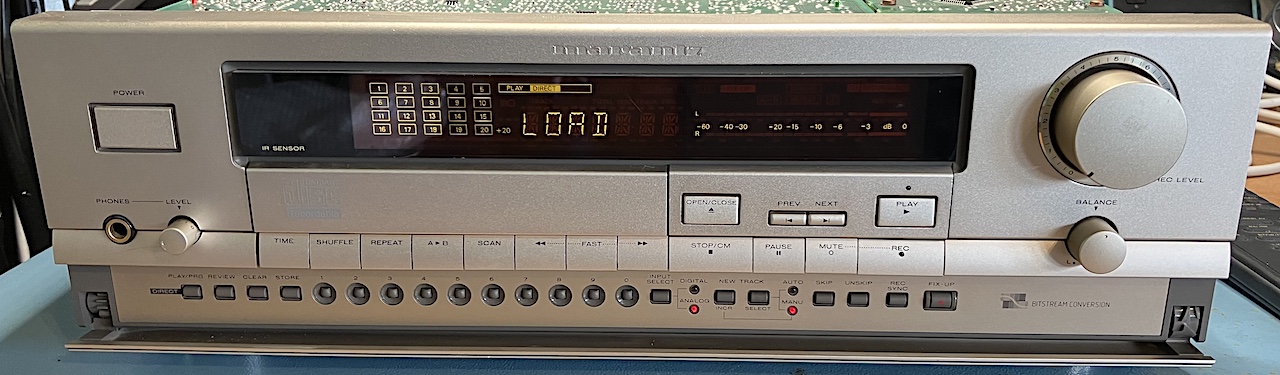 marantz
POWER
1 2 3 4 5
6 7 8 9 10
11 12 13 14 15
16 17 18 19 20 +20
PLAY DIRECT
LOAD
L
-60 -40 -30 -20 -15 -10 -6 -3 dB 0
R
IR SENSOR
REC LEVEL
PHONES LEVEL
OPEN/CLOSE
PREV NEXT
PLAY
BALANCE
TIME SHUFFLE REPEAT A►B SCAN ◄◄ FAST ►► STOP/CM PAUSE MUTE REC
L
PLAY/PRG REVIEW CLEAR STORE 1 2 3 4 5 6 7 8 9 0 INPUT SELECT DIGITAL NEW TRACK AUTO SKIP UNSKIP REC SYNC FIX-UP
DIRECT
ANALOG INCR SELECT MANU
BITSTREAM CONVERSION